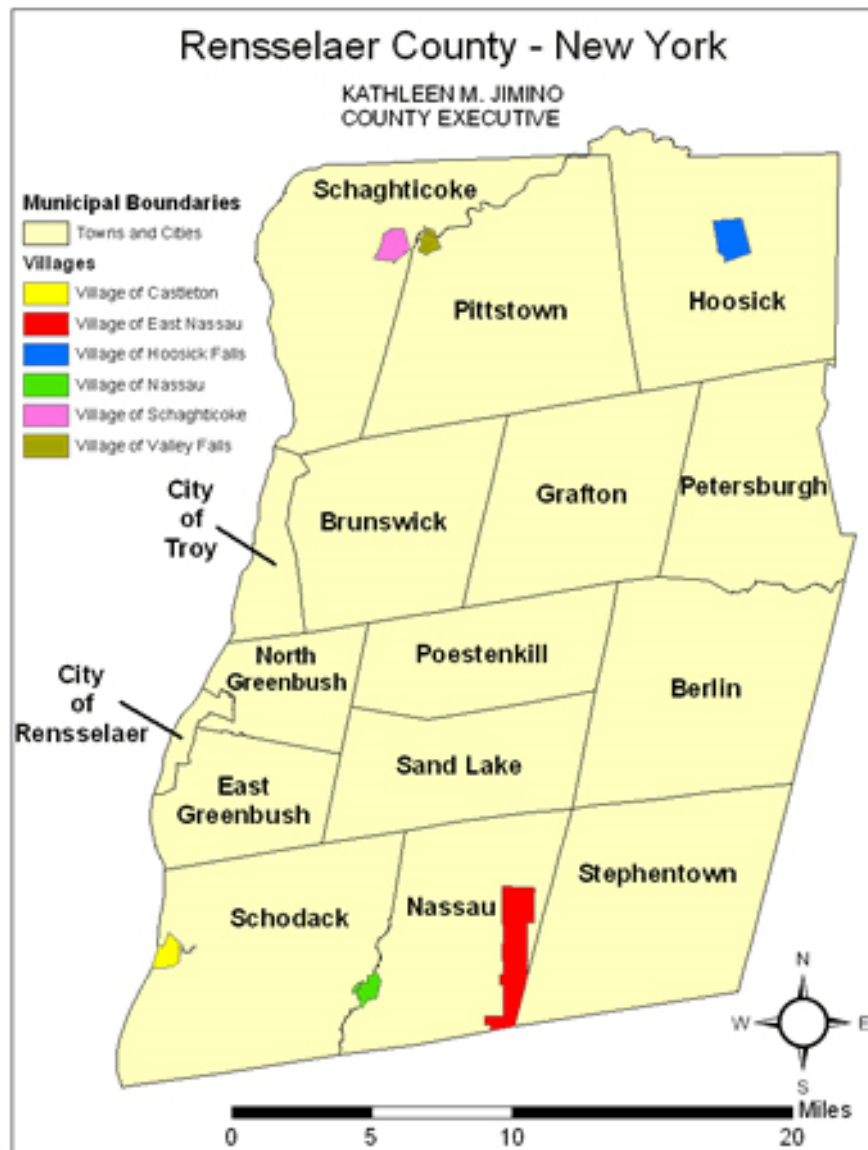 Rensselaer County - New York
KATHLEEN M. JIMINO
COUNTY EXECUTIVE
Municipal Boundaries
Towns and Cities
Villages
Village of Castleton
Village of East Nassau
Village of Hoosick Falls
Village of Nassau
Village of Schaghticoke
Village of Valley Falls
Schaghticoke
Pittstown
Hoosick
City
of
Troy
Brunswick
Grafton
Petersburgh
North
Greenbush
Poestenkill
Berlin
City
of
Rensselaer
Sand Lake
East
Greenbush
Stephentown
Nassau
Schodack
N
W
E
S
Miles
0
5
10
20